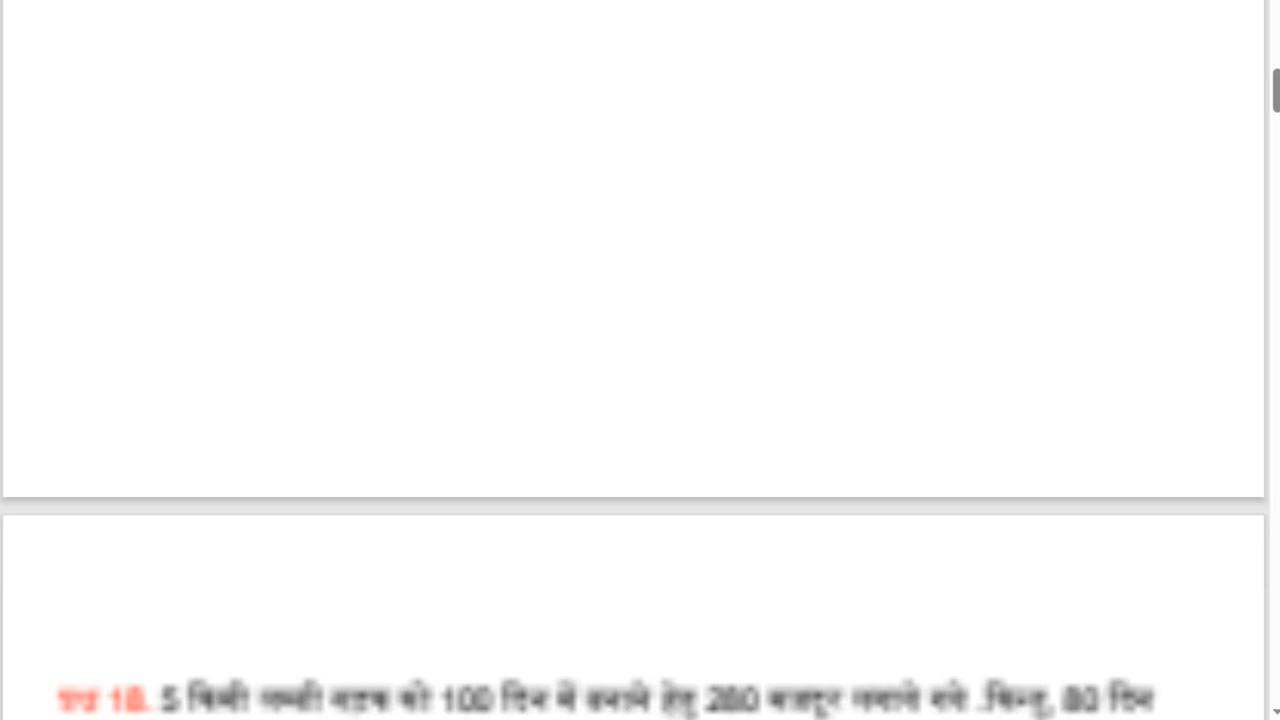 प्रश्न 18. 5 किमी लम्बी सड़क को 100 दिन में बनाने हेतु 280 मजदूर लगाये गये .किन्तु, 80 दिन